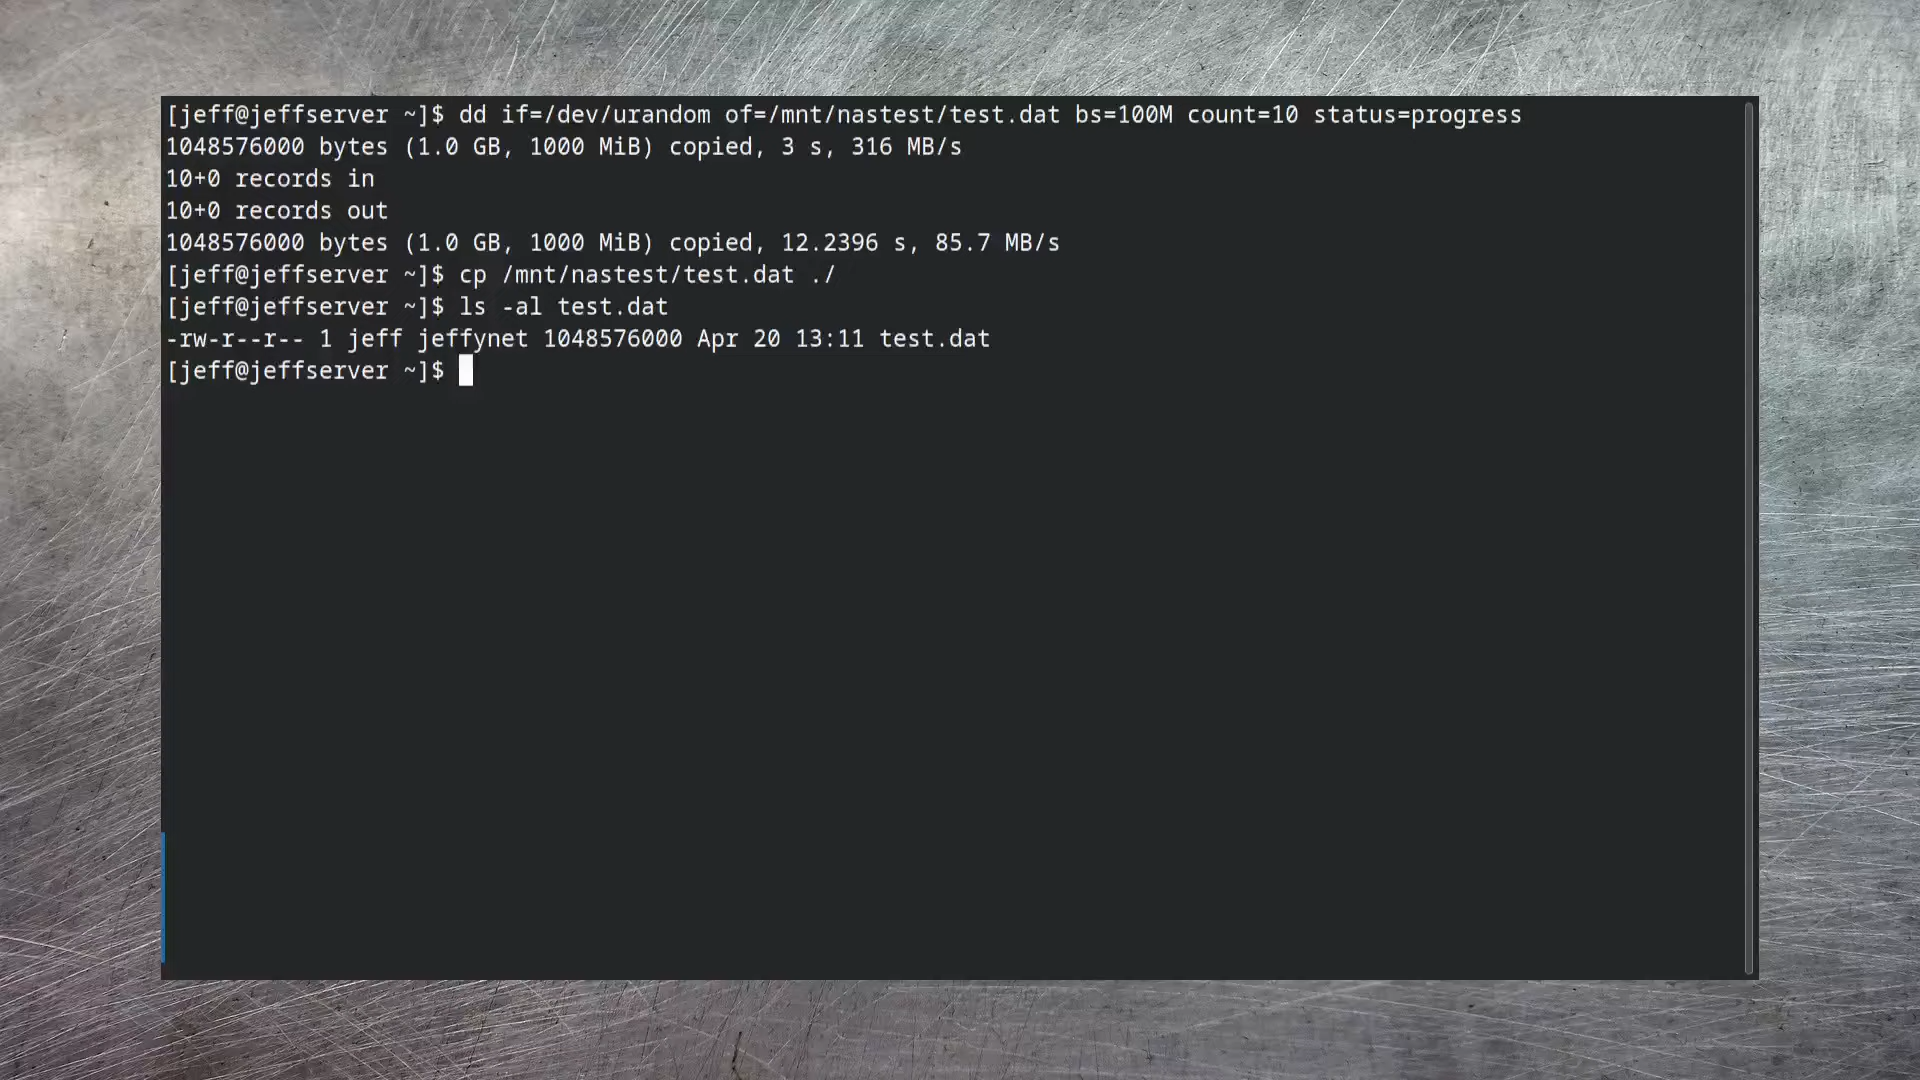 [jeff@jeffserver ~]$ dd if=/dev/urandom of=/mnt/nastest/test.dat bs=100M count=10 status=progress
1048576000 bytes (1.0 GB, 1000 MiB) copied, 3 s, 316 MB/s
10+0 records in
10+0 records out
1048576000 bytes (1.0 GB, 1000 MiB) copied, 12.2396 s, 85.7 MB/s
[jeff@jeffserver ~]$ cp /mnt/nastest/test.dat ./
[jeff@jeffserver ~]$ ls -al test.dat
-rw-r--r-- 1 jeff jeffynet 1048576000 Apr 20 13:11 test.dat
[jeff@jeffserver ~]$